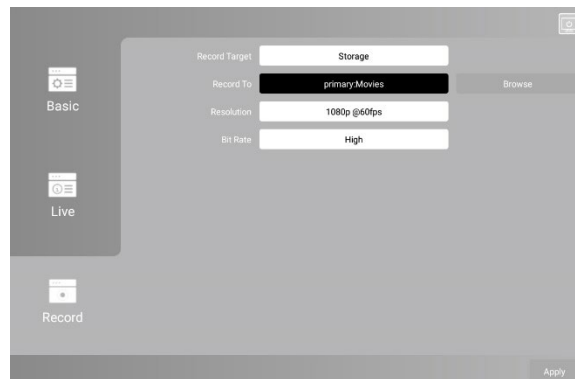 Record Target Storage
Record To primary:Movies Browse
Basic
Resolution 1080p @60fps
Bit Rate High
Live
Record
Apply